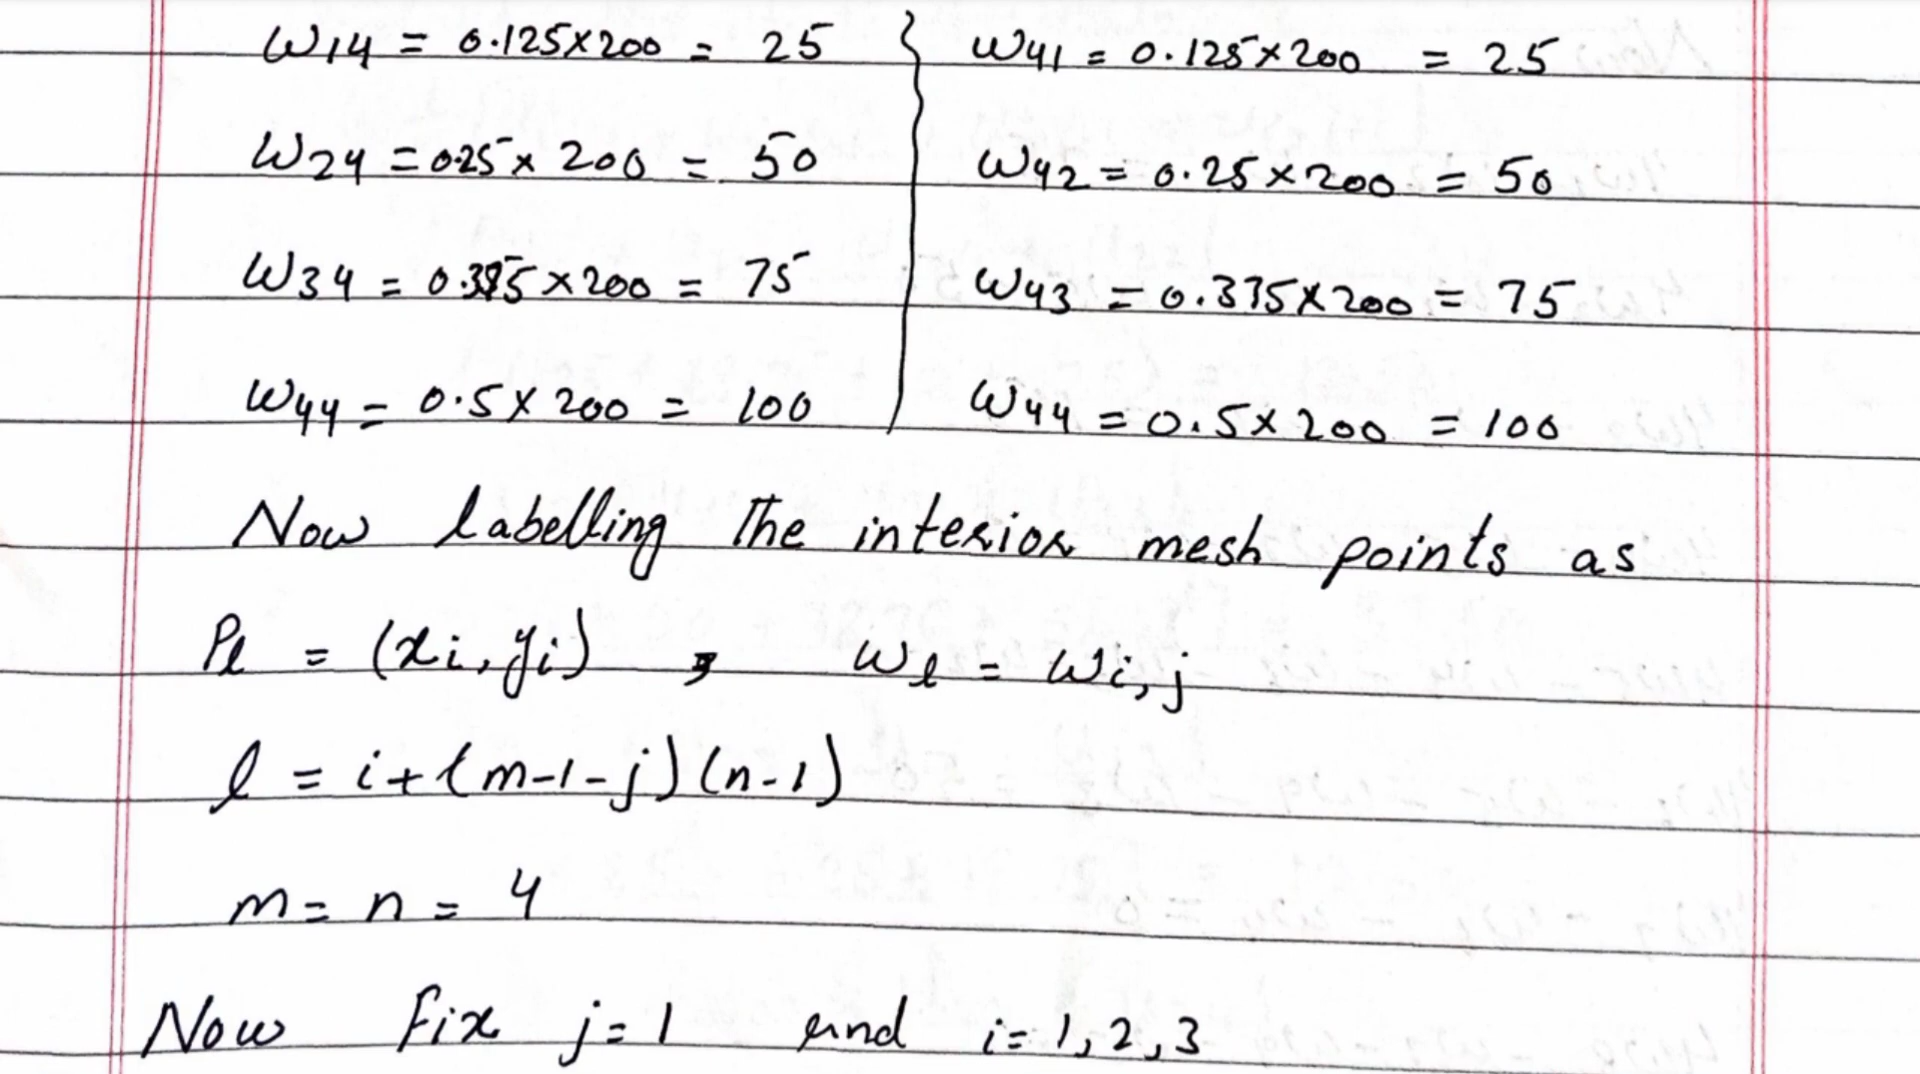 W14 = 0.125×200 = 25 W41 = 0.125×200 = 25
W24 = 0.25×200 = 50 W42 = 0.25×200 = 50
W34 = 0.375×200 = 75 W43 = 0.375×200 = 75
W44 = 0.5×200 = 100 W44 = 0.5×200 = 100
Now labelling the interior mesh points as
Pl = (xi, yi) , Wl = Wi,j
l = i+(m-1-j)(n-1)
m = n = 4
Now fix j=1 and i=1,2,3